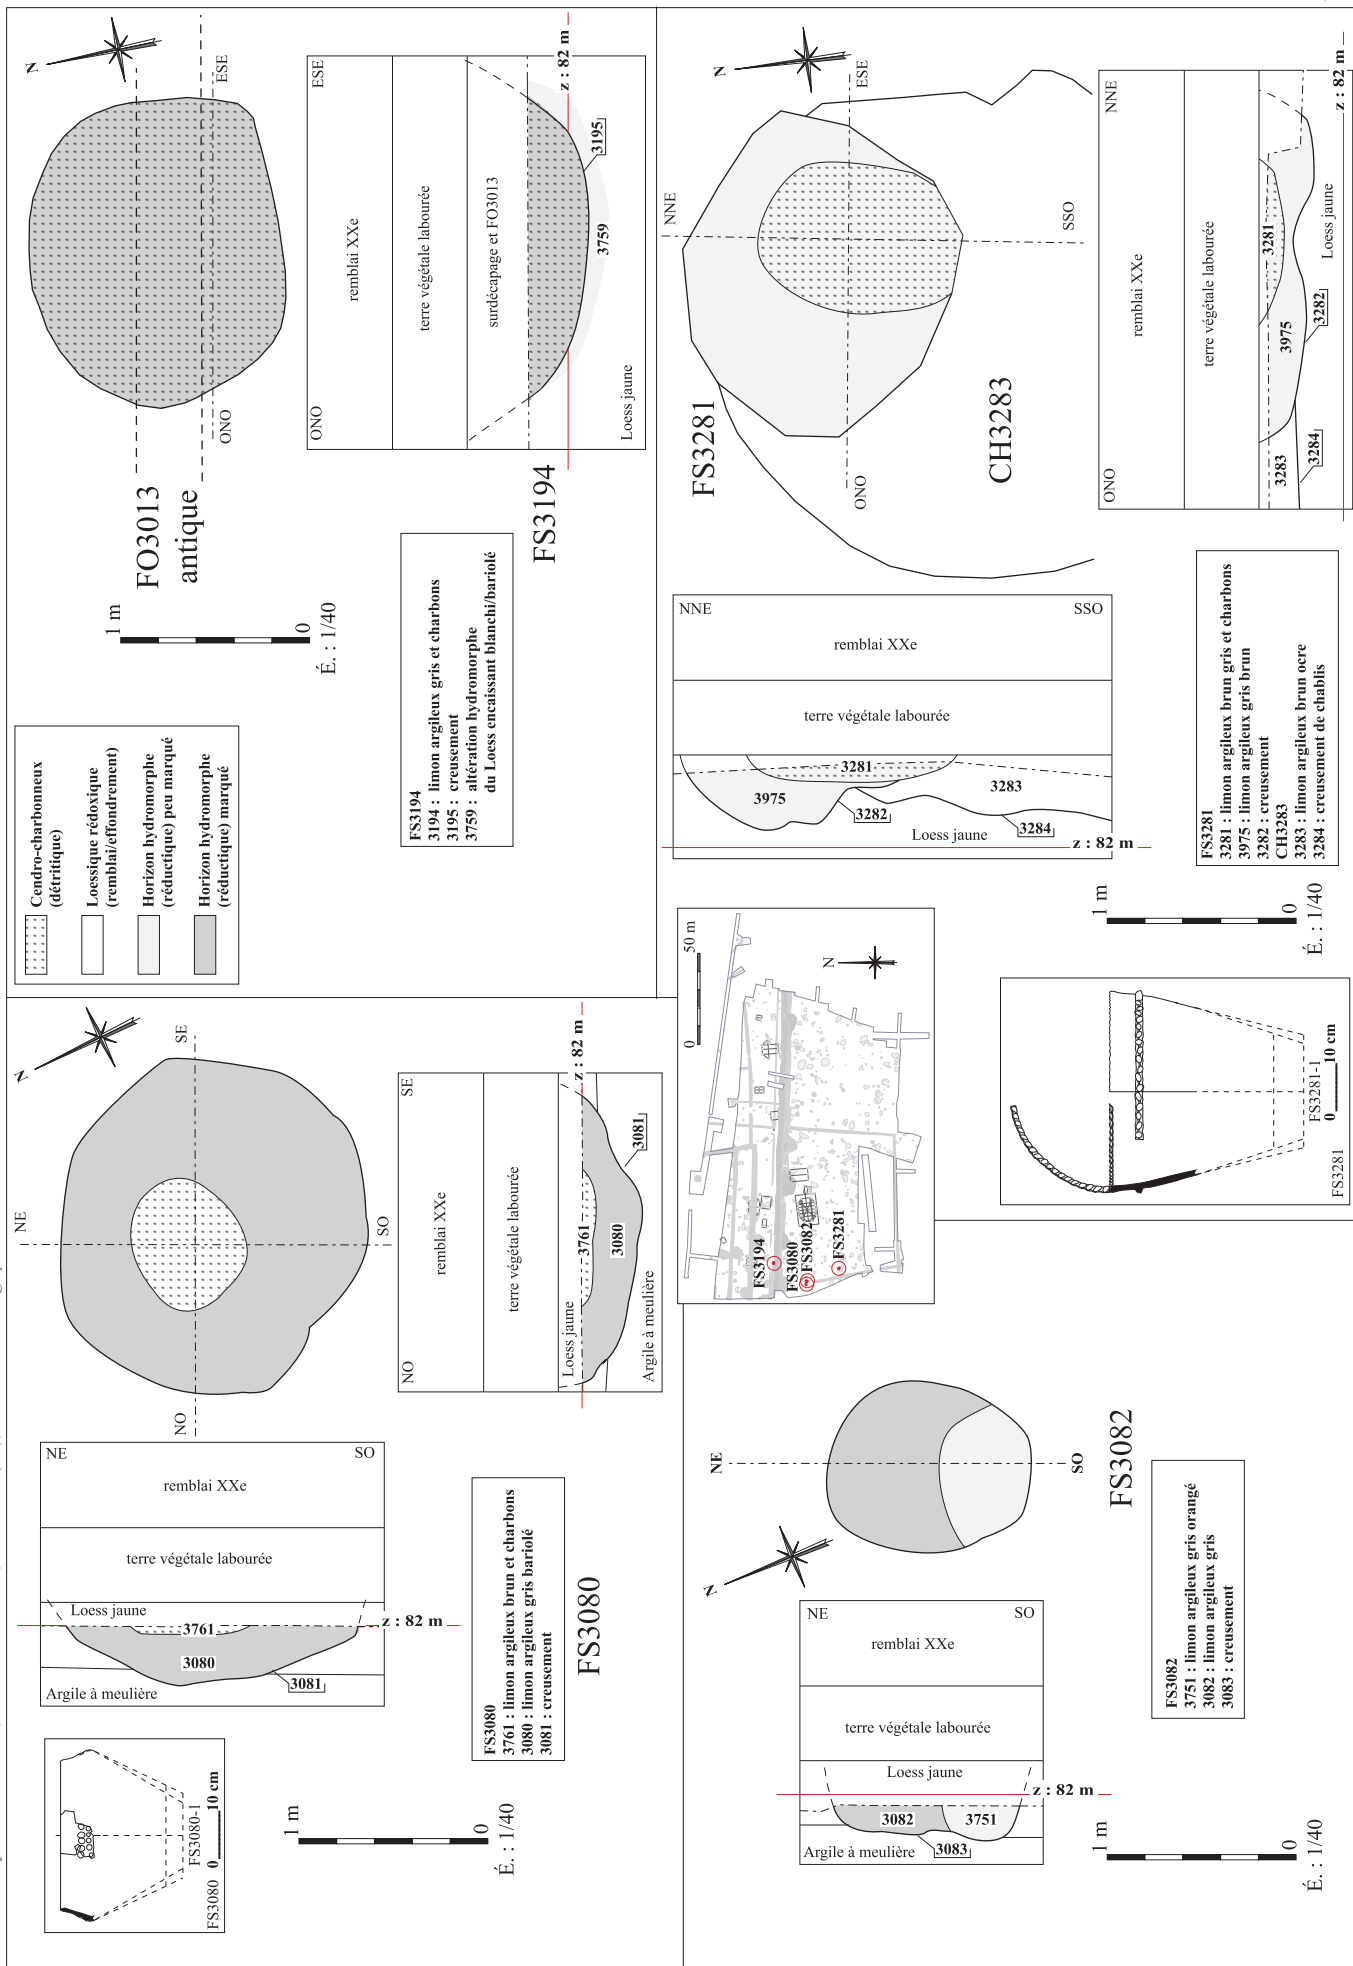 N
ESE
ONO
FO3013
antique
1 m
0
É. : 1/40
ONO
ESE
remblai XXe
terre végétale labourée
surdécapage et FO3013
z : 82 m
3195
3759
Loess jaune
FS3194
FS3194
3194 : limon argileux gris et charbons
3195 : creusement
3759 : altération hydromorphe
du Loess encaissant blanchi/bariolé
Cendro-charbonneux
(détritique)
Loessique rédoxique
(remblai/effondrement)
Horizon hydromorphe
(réductique) peu marqué
Horizon hydromorphe
(réductique) marqué
N
NNE
ESE
SSO
ONO
FS3281
CH3283
ONO
NNE
remblai XXe
terre végétale labourée
3281
3975
3282
3283
3284
Loess jaune
z : 82 m
NNE
SSO
remblai XXe
terre végétale labourée
3281
3975
3283
3282
3284
Loess jaune
z : 82 m
FS3281
3281 : limon argileux brun gris et charbons
3975 : limon argileux gris brun
3282 : creusement
CH3283
3283 : limon argileux brun ocre
3284 : creusement de chablis
1 m
0
É. : 1/40
FS3281-1
FS3281
0
10 cm
0
50 m
N
FS3194
FS3080
FS3082
FS3281
N
NE
SE
SO
NO
NO
SE
remblai XXe
terre végétale labourée
Loess jaune
z : 82 m
3761
3080
3081
Argile à meulière
NE
SO
remblai XXe
terre végétale labourée
Loess jaune
3761
z : 82 m
3080
3081
Argile à meulière
FS3080
FS3080
3761 : limon argileux brun et charbons
3080 : limon argileux gris bariolé
3081 : creusement
FS3080-1
FS3080
0
10 cm
1 m
0
É. : 1/40
N
NE
SO
FS3082
NE
SO
remblai XXe
terre végétale labourée
Loess jaune
z : 82 m
3082
3751
3083
Argile à meulière
FS3082
3751 : limon argileux gris orangé
3082 : limon argileux gris
3083 : creusement
1 m
0
É. : 1/40